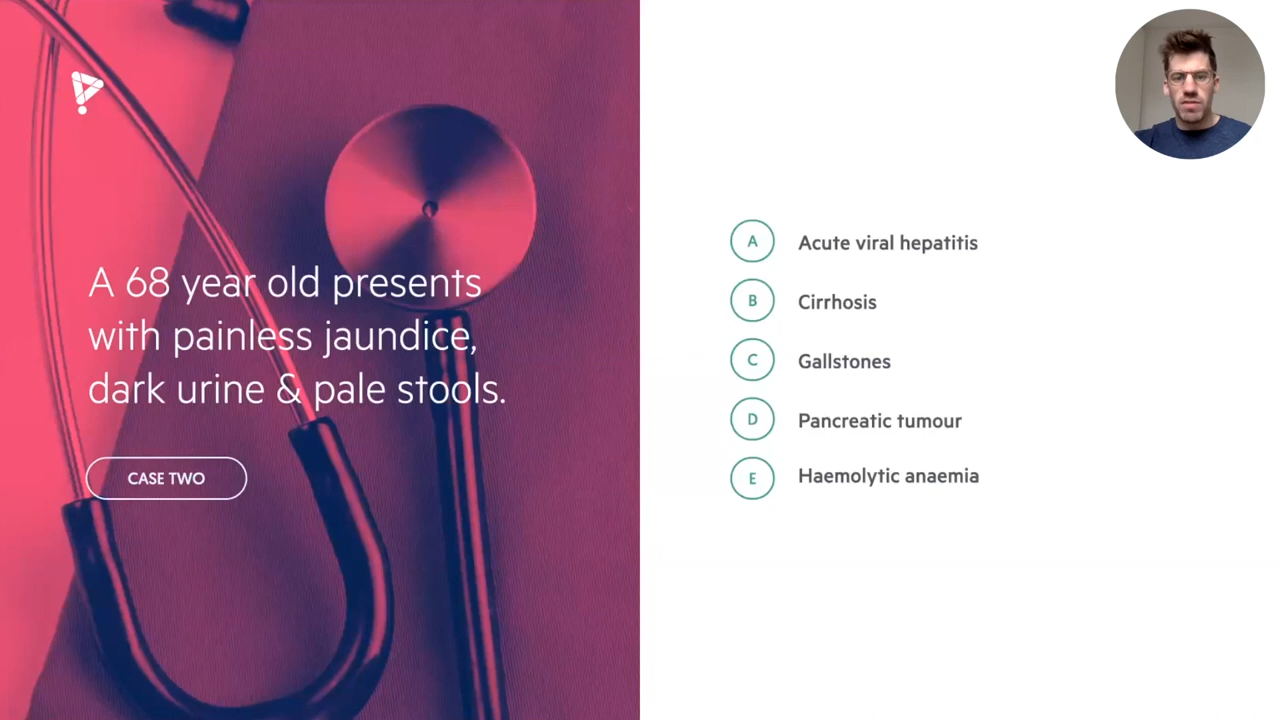 A 68 year old presents
with painless jaundice,
dark urine & pale stools.
CASE TWO
A Acute viral hepatitis
B Cirrhosis
C Gallstones
D Pancreatic tumour
E Haemolytic anaemia